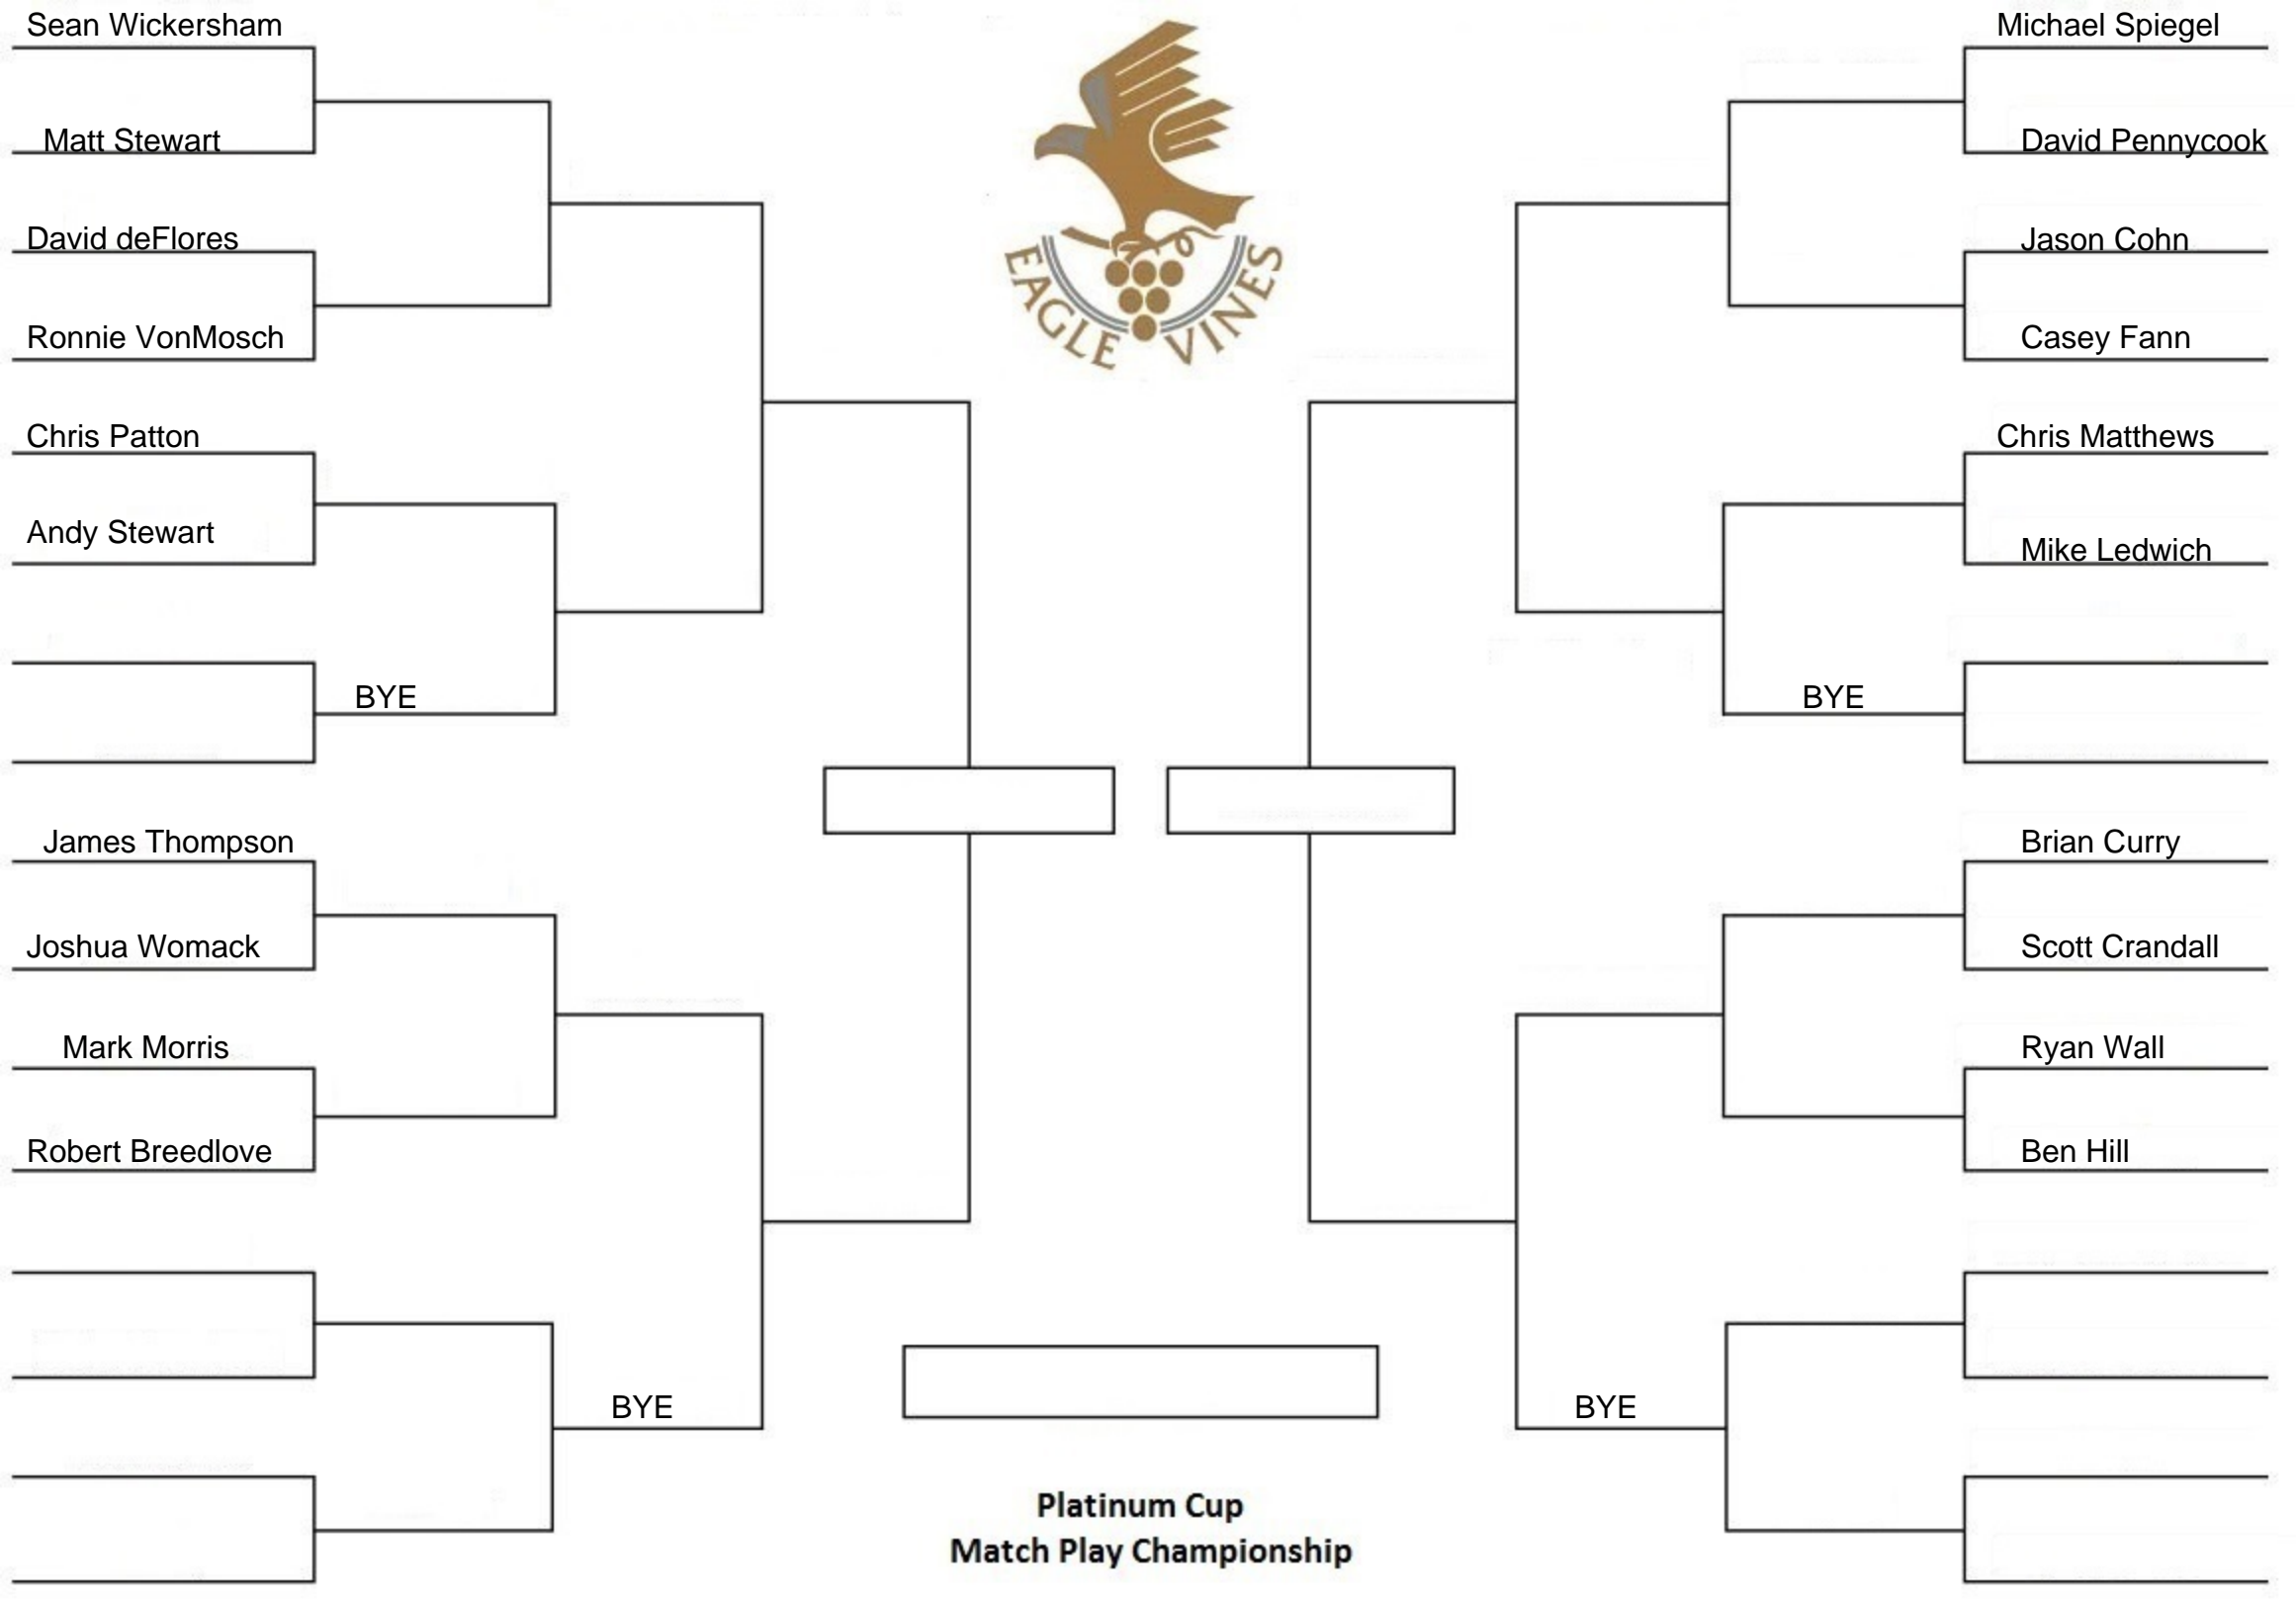 Sean Wickersham
Matt Stewart
David deFlores
Ronnie VonMosch
Chris Patton
Andy Stewart
BYE
James Thompson
Joshua Womack
Mark Morris
Robert Breedlove
BYE
EAGLE VINES
Michael Spiegel
David Pennycook
Jason Cohn
Casey Fann
Chris Matthews
Mike Ledwich
BYE
Brian Curry
Scott Crandall
Ryan Wall
Ben Hill
BYE
Platinum Cup
Match Play Championship